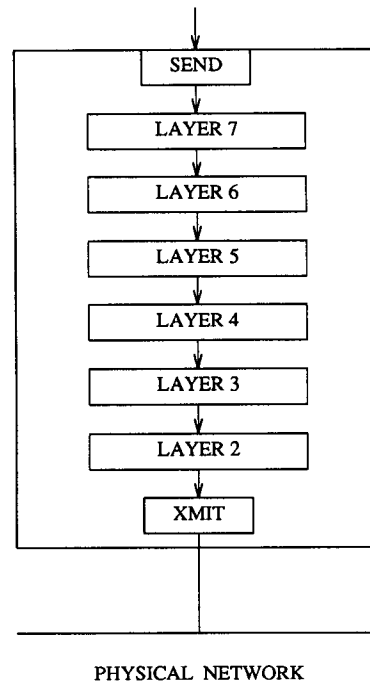 SEND
LAYER 7
LAYER 6
LAYER 5
LAYER 4
LAYER 3
LAYER 2
XMIT
PHYSICAL NETWORK